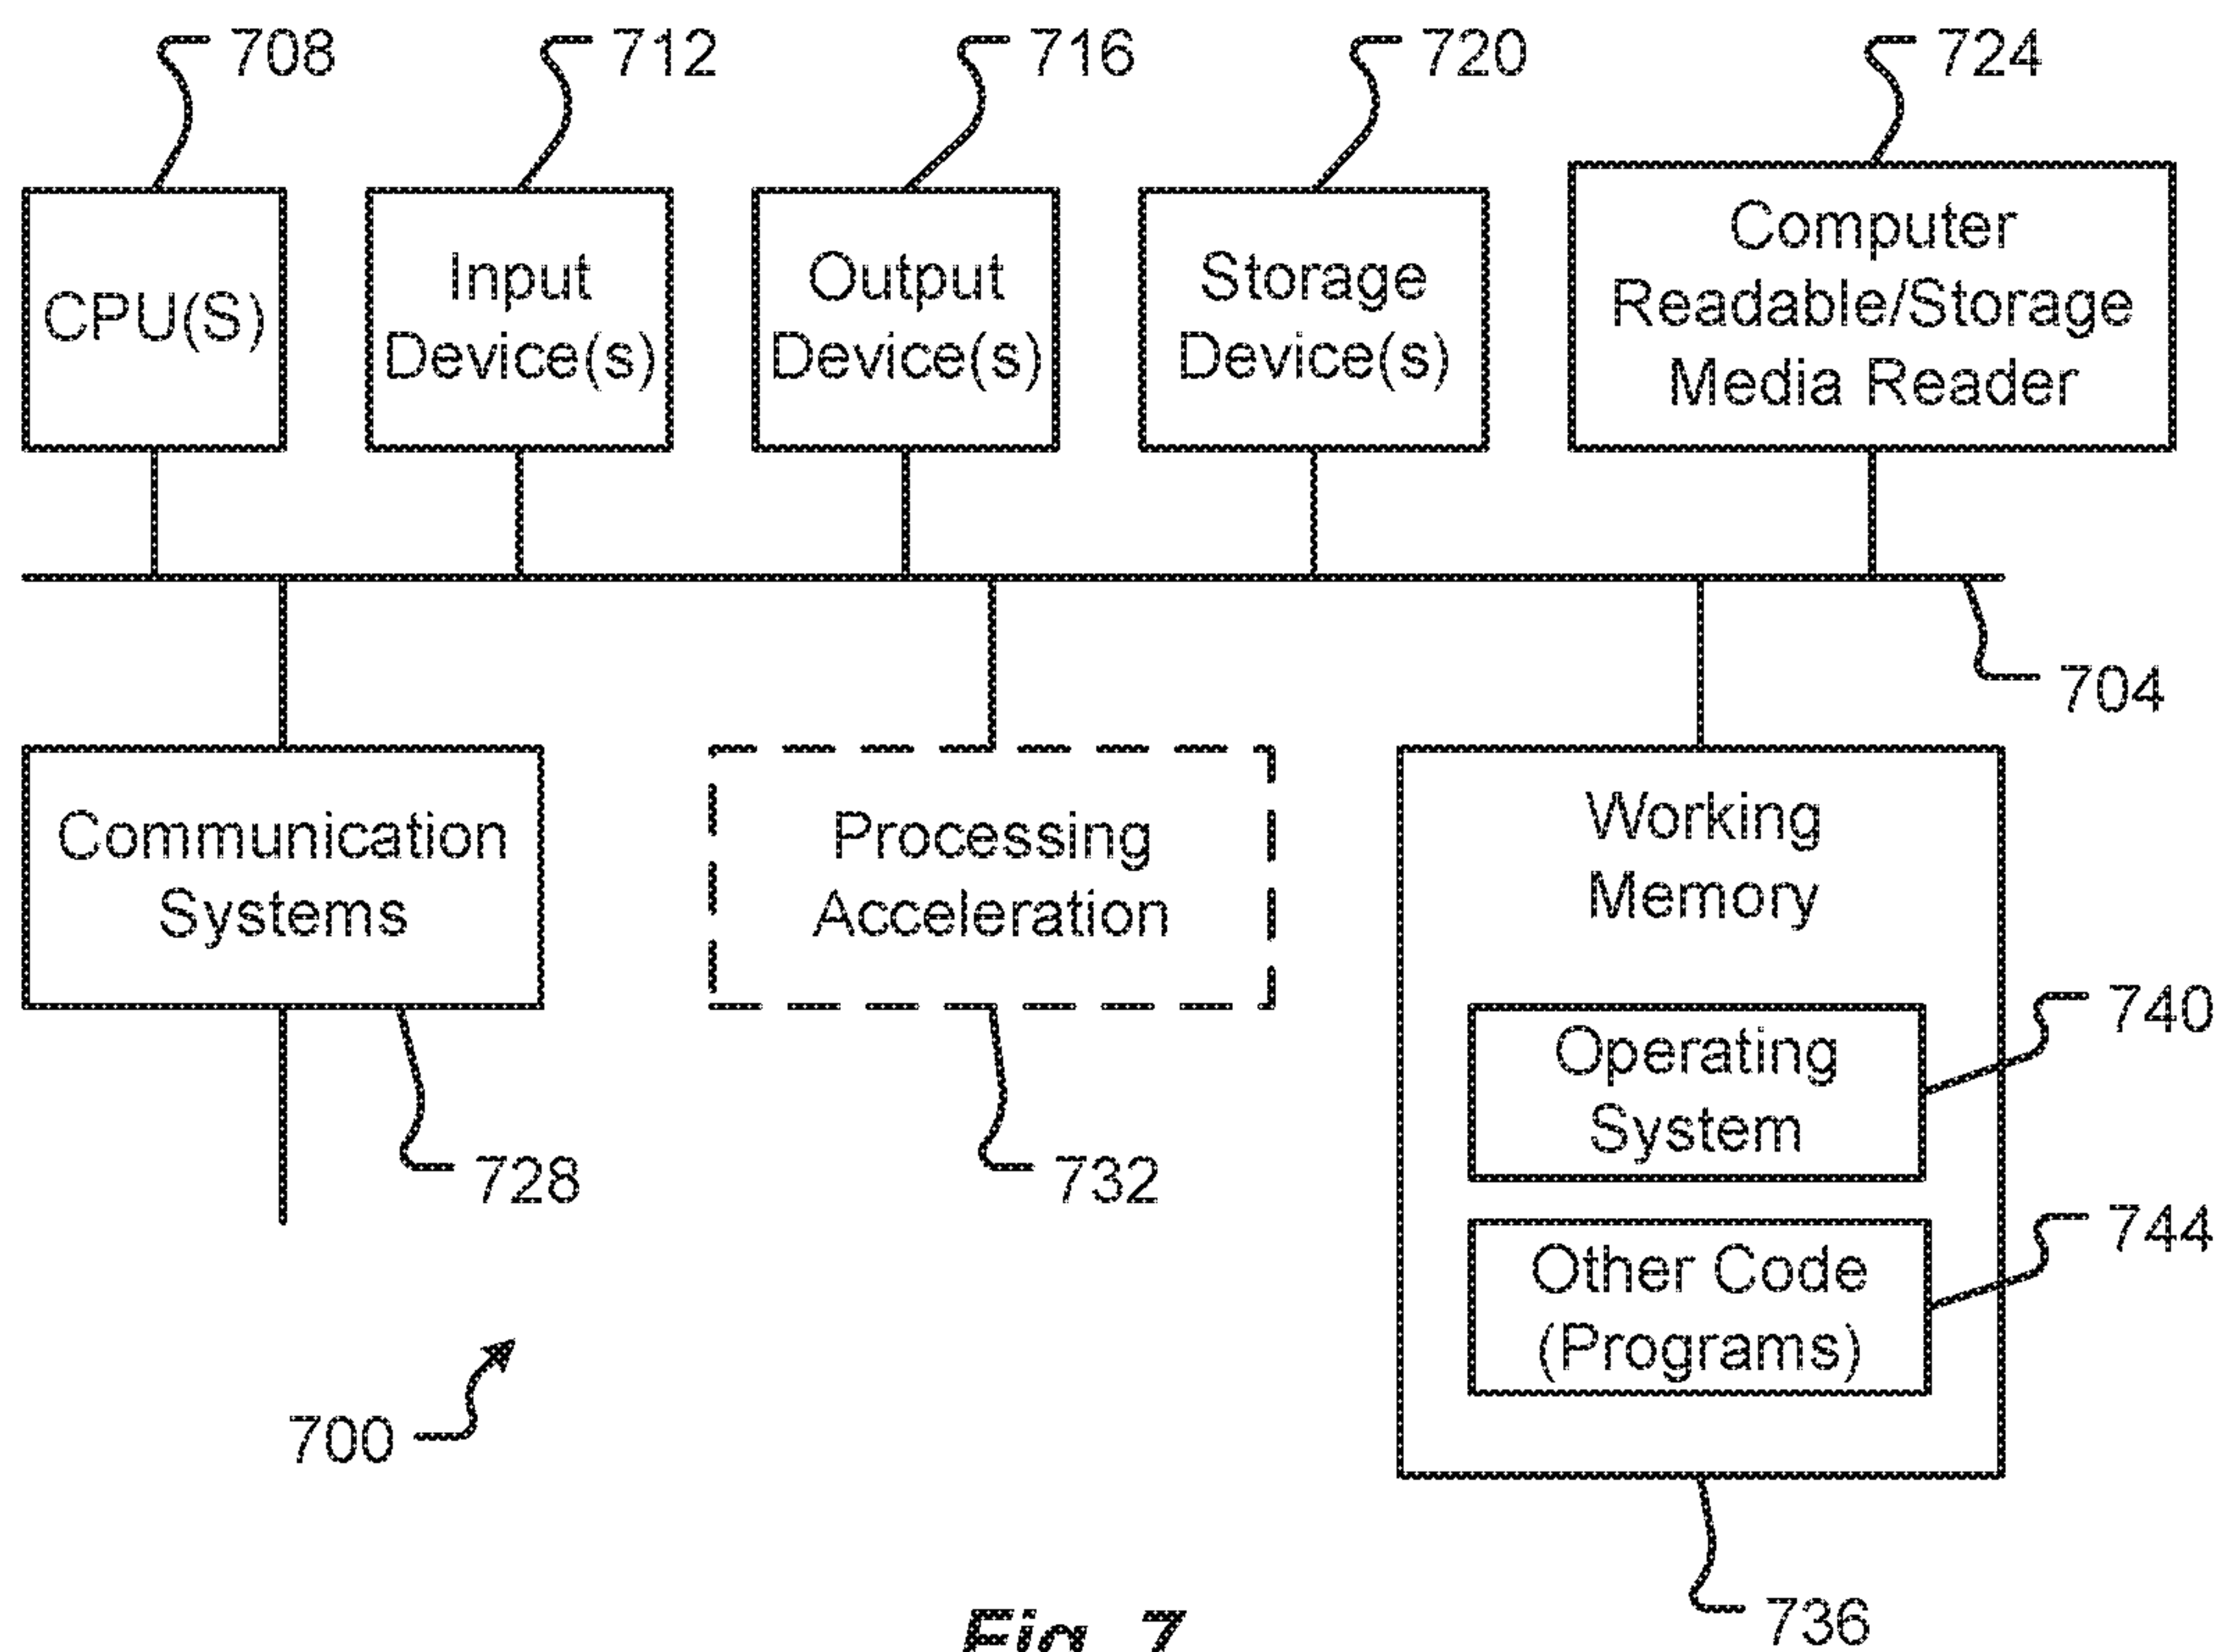 708
712
716
720
724
CPU(S)
Input
Device(s)
Output
Device(s)
Storage
Device(s)
Computer
Readable/Storage
Media Reader
704
Communication
Systems
Processing
Acceleration
Working
Memory
Operating
System
740
728
732
Other Code
(Programs)
744
700
736
Fig. 7